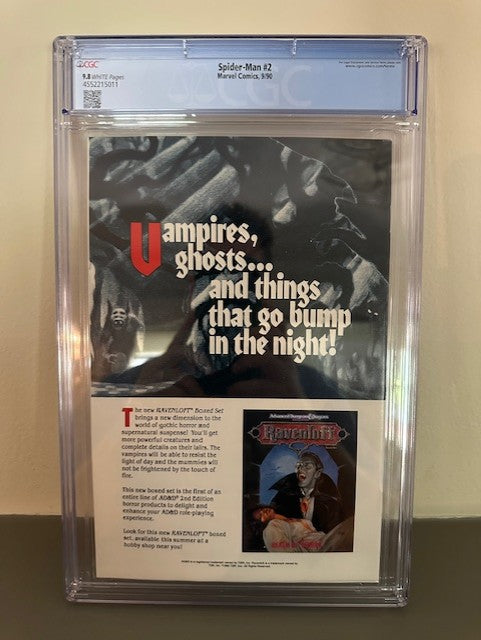 CGC
Spider-Man #2
9.8 WHITE Pages
Marvel Comics, 9/90
4552215011
CGC
Vampires,
ghosts...
and things
that go bump
in the night!
The new RAVENLOFT™ Boxed Set
brings a new dimension to the
world of gothic horror and
supernatural suspense! You'll get
more powerful creatures and
complete details on their lairs. The
vampires will be able to resist the
light of day and the mummies will
not be frightened by the touch of
fire.
This new boxed set is the first of an
entire line of AD&D® 2nd Edition
horror products to delight and
enhance your AD&D role-playing
experience.
Look for this new RAVENLOFT™ boxed
set, available this summer at a
hobby shop near you!
Advanced Dungeons & Dragons
Ravenloft